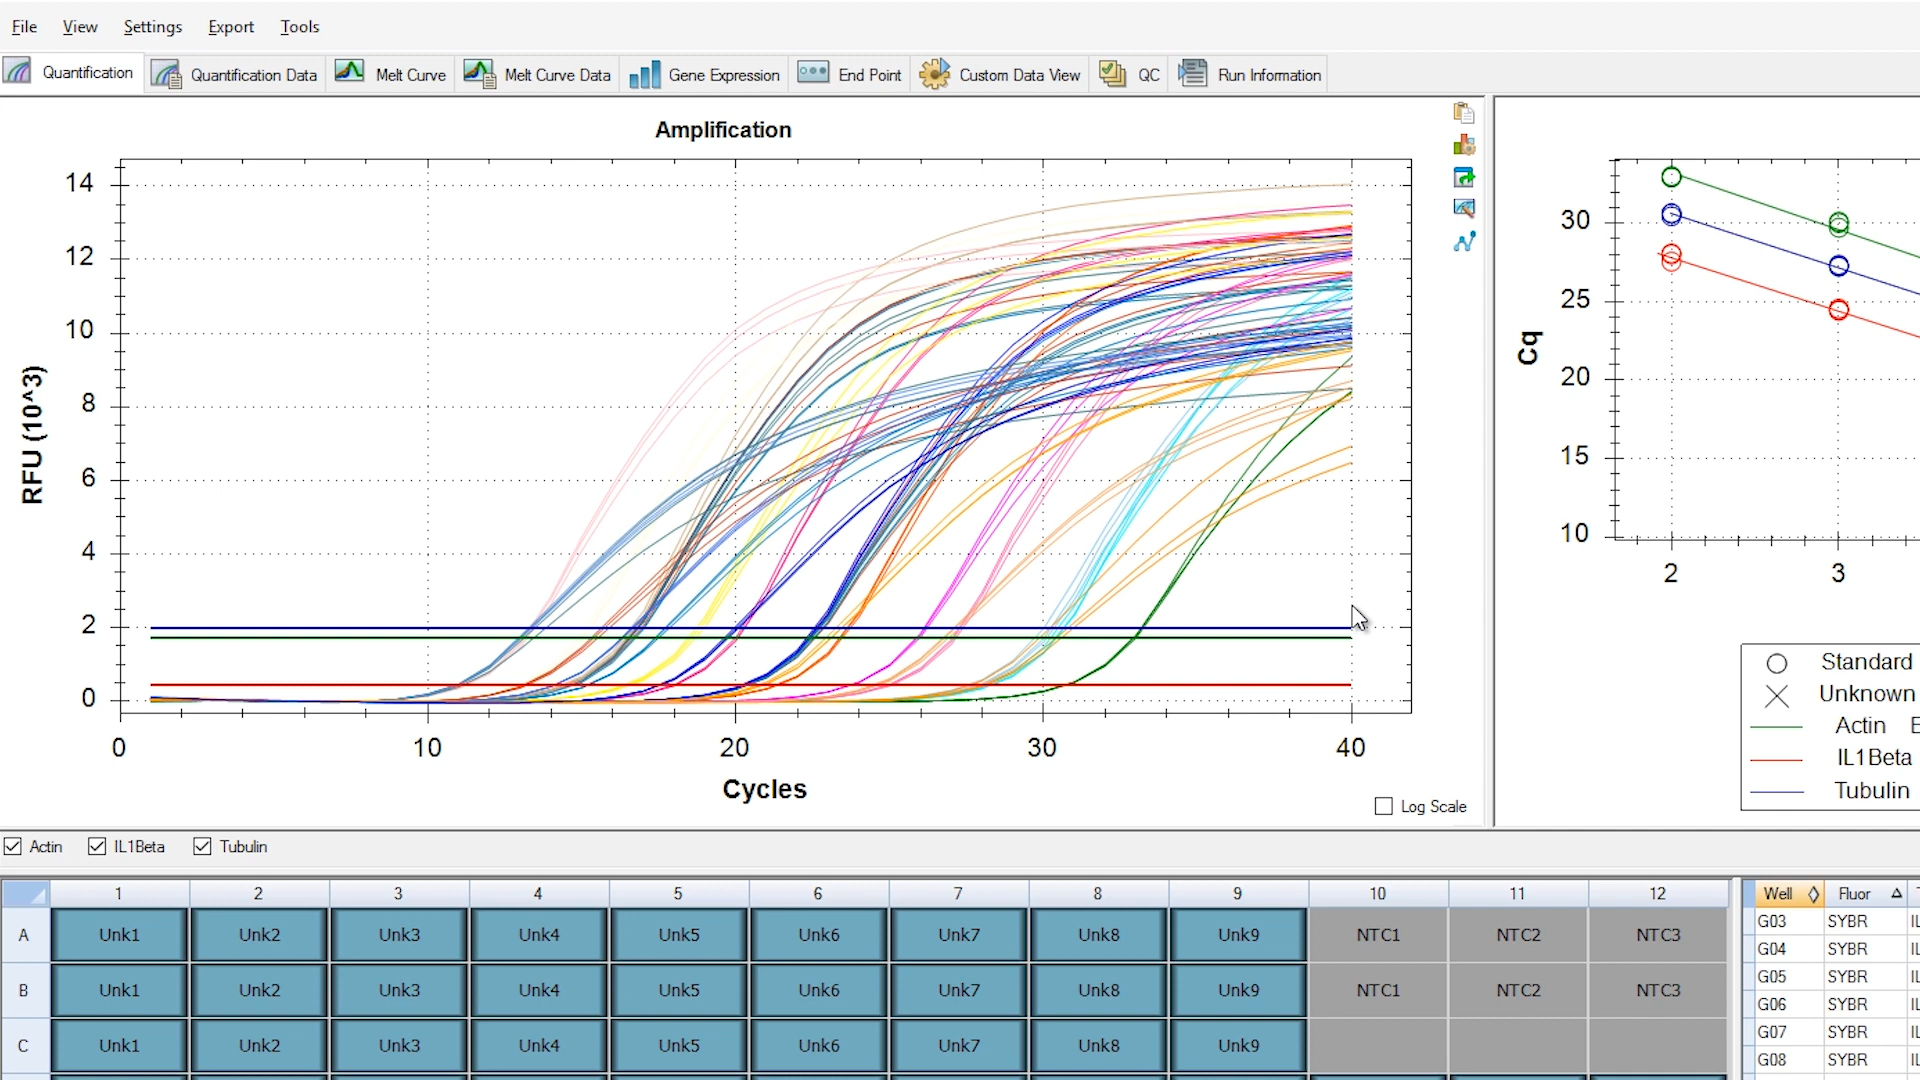 File View Settings Export Tools
Quantification Quantification Data Melt Curve Melt Curve Data Gene Expression End Point Custom Data View QC Run Information
Amplification
14
12
10
8
6
4
2
0
RFU (10^3)
0 10 20 30 40
Cycles
Log Scale
30
25
20
15
10
Cq
2 3
Standard
Unknown
Actin E
IL1Beta
Tubulin
Actin IL1Beta Tubulin
1 2 3 4 5 6 7 8 9 10 11 12
A Unk1 Unk2 Unk3 Unk4 Unk5 Unk6 Unk7 Unk8 Unk9 NTC1 NTC2 NTC3
B Unk1 Unk2 Unk3 Unk4 Unk5 Unk6 Unk7 Unk8 Unk9 NTC1 NTC2 NTC3
C Unk1 Unk2 Unk3 Unk4 Unk5 Unk6 Unk7 Unk8 Unk9
Well Fluor
G03 SYBR
G04 SYBR
G05 SYBR
G06 SYBR
G07 SYBR
G08 SYBR